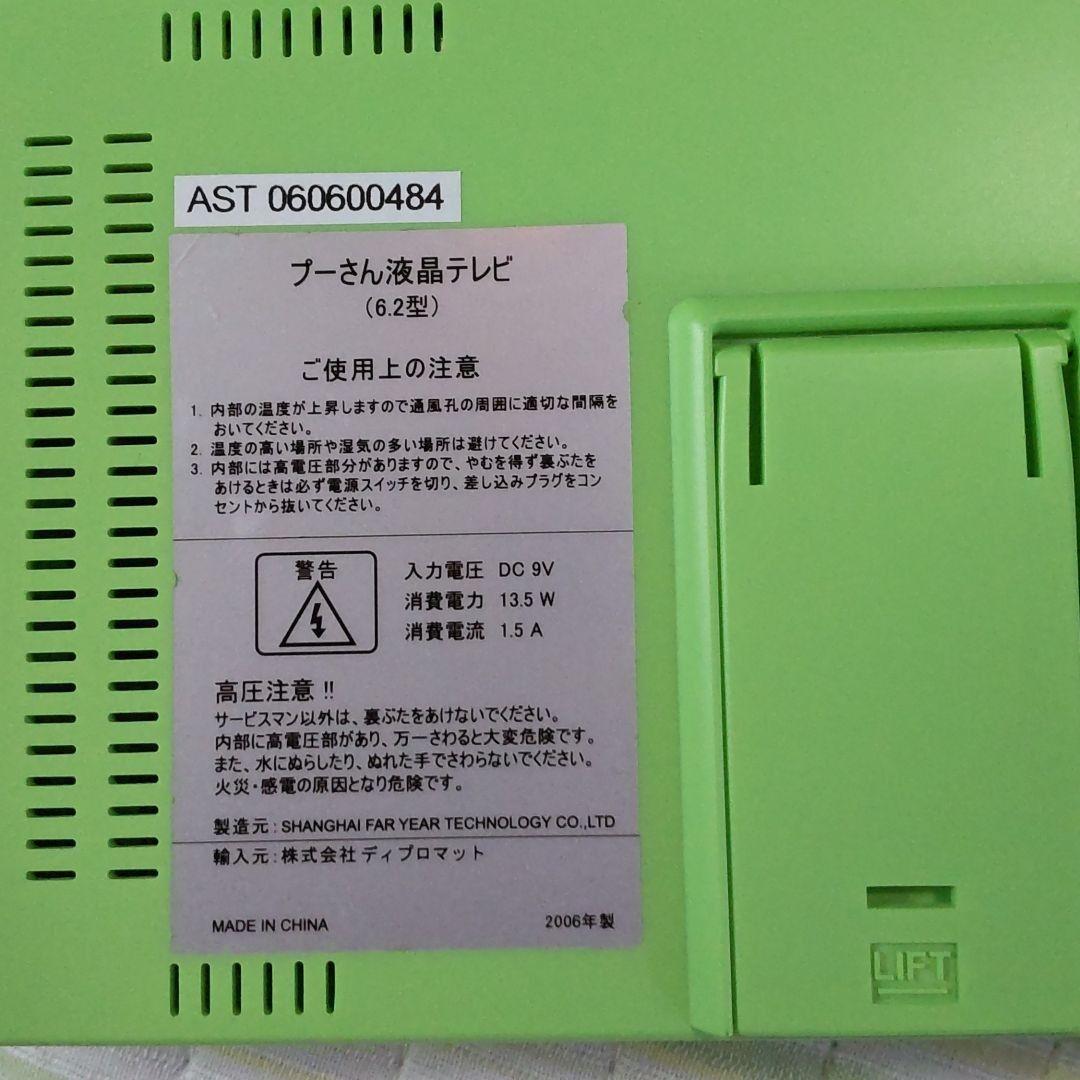 AST 060600484
プーさん液晶テレビ
(6.2型)
ご使用上の注意
1. 内部の温度が上昇しますので通風孔の周囲に適切な間隔を
おいてください。
2. 温度の高い場所や湿気の多い場所は避けてください。
3. 内部には高電圧部分がありますので、やむを得ず裏ぶたを
あけるときは必ず電源スイッチを切り、差し込みプラグをコン
セントから抜いてください。
警告
入力電圧 DC 9V
消費電力 13.5 W
消費電流 1.5 A
高圧注意 !!
サービスマン以外は、裏ぶたをあけないでください。
内部に高電圧部があり、万一さわると大変危険です。
また、水にぬらしたり、ぬれた手でさわらないでください。
火災・感電の原因となり危険です。
製造元: SHANGHAI FAR YEAR TECHNOLOGY CO.,LTD
輸入元: 株式会社 ディプロマット
MADE IN CHINA 2006年製
LIFT